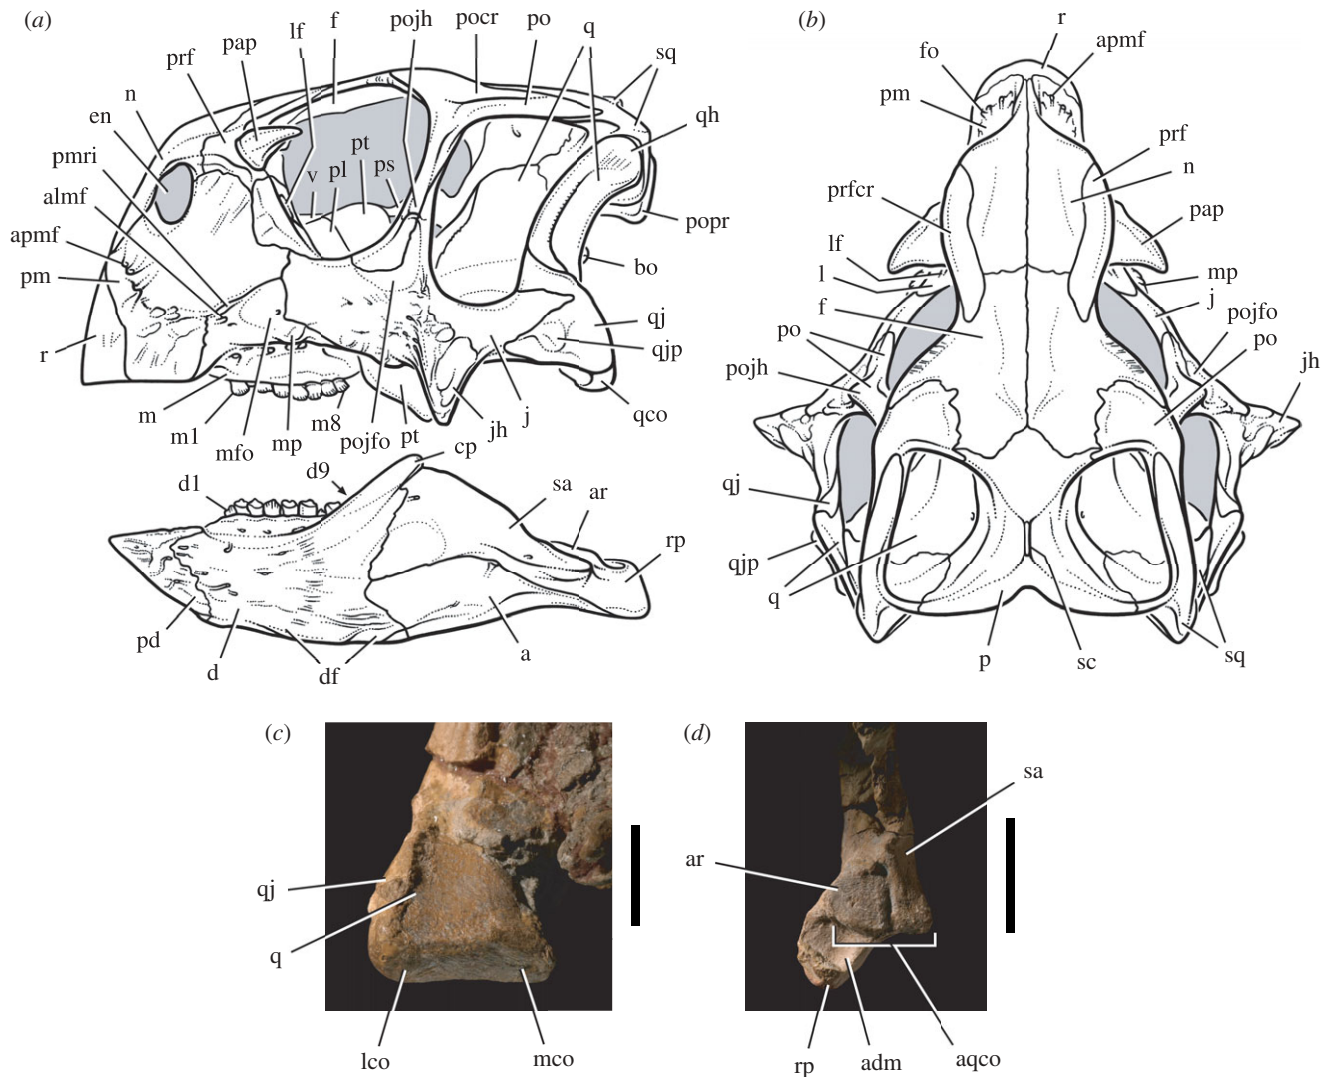 (a)
lf
f
pojh
pocr
po
q
sq
prf
pap
n
en
pmri
almf
apmf
pm
r
v
pl
pt
ps
qh
popr
bo
qj
qjp
qco
m
m1
mfo
mp
m8
pojfo
pt
jh
j
cp
d1
d9
sa
ar
rp
pd
d
df
a
(b)
r
fo
apmf
pm
prf
n
prfcr
pap
lf
l
mp
j
f
pojfo
po
po
pojh
jh
qj
qjp
q
p
sc
sq
(c)
qj
q
lco
mco
(d)
sa
ar
rp
adm
aqco